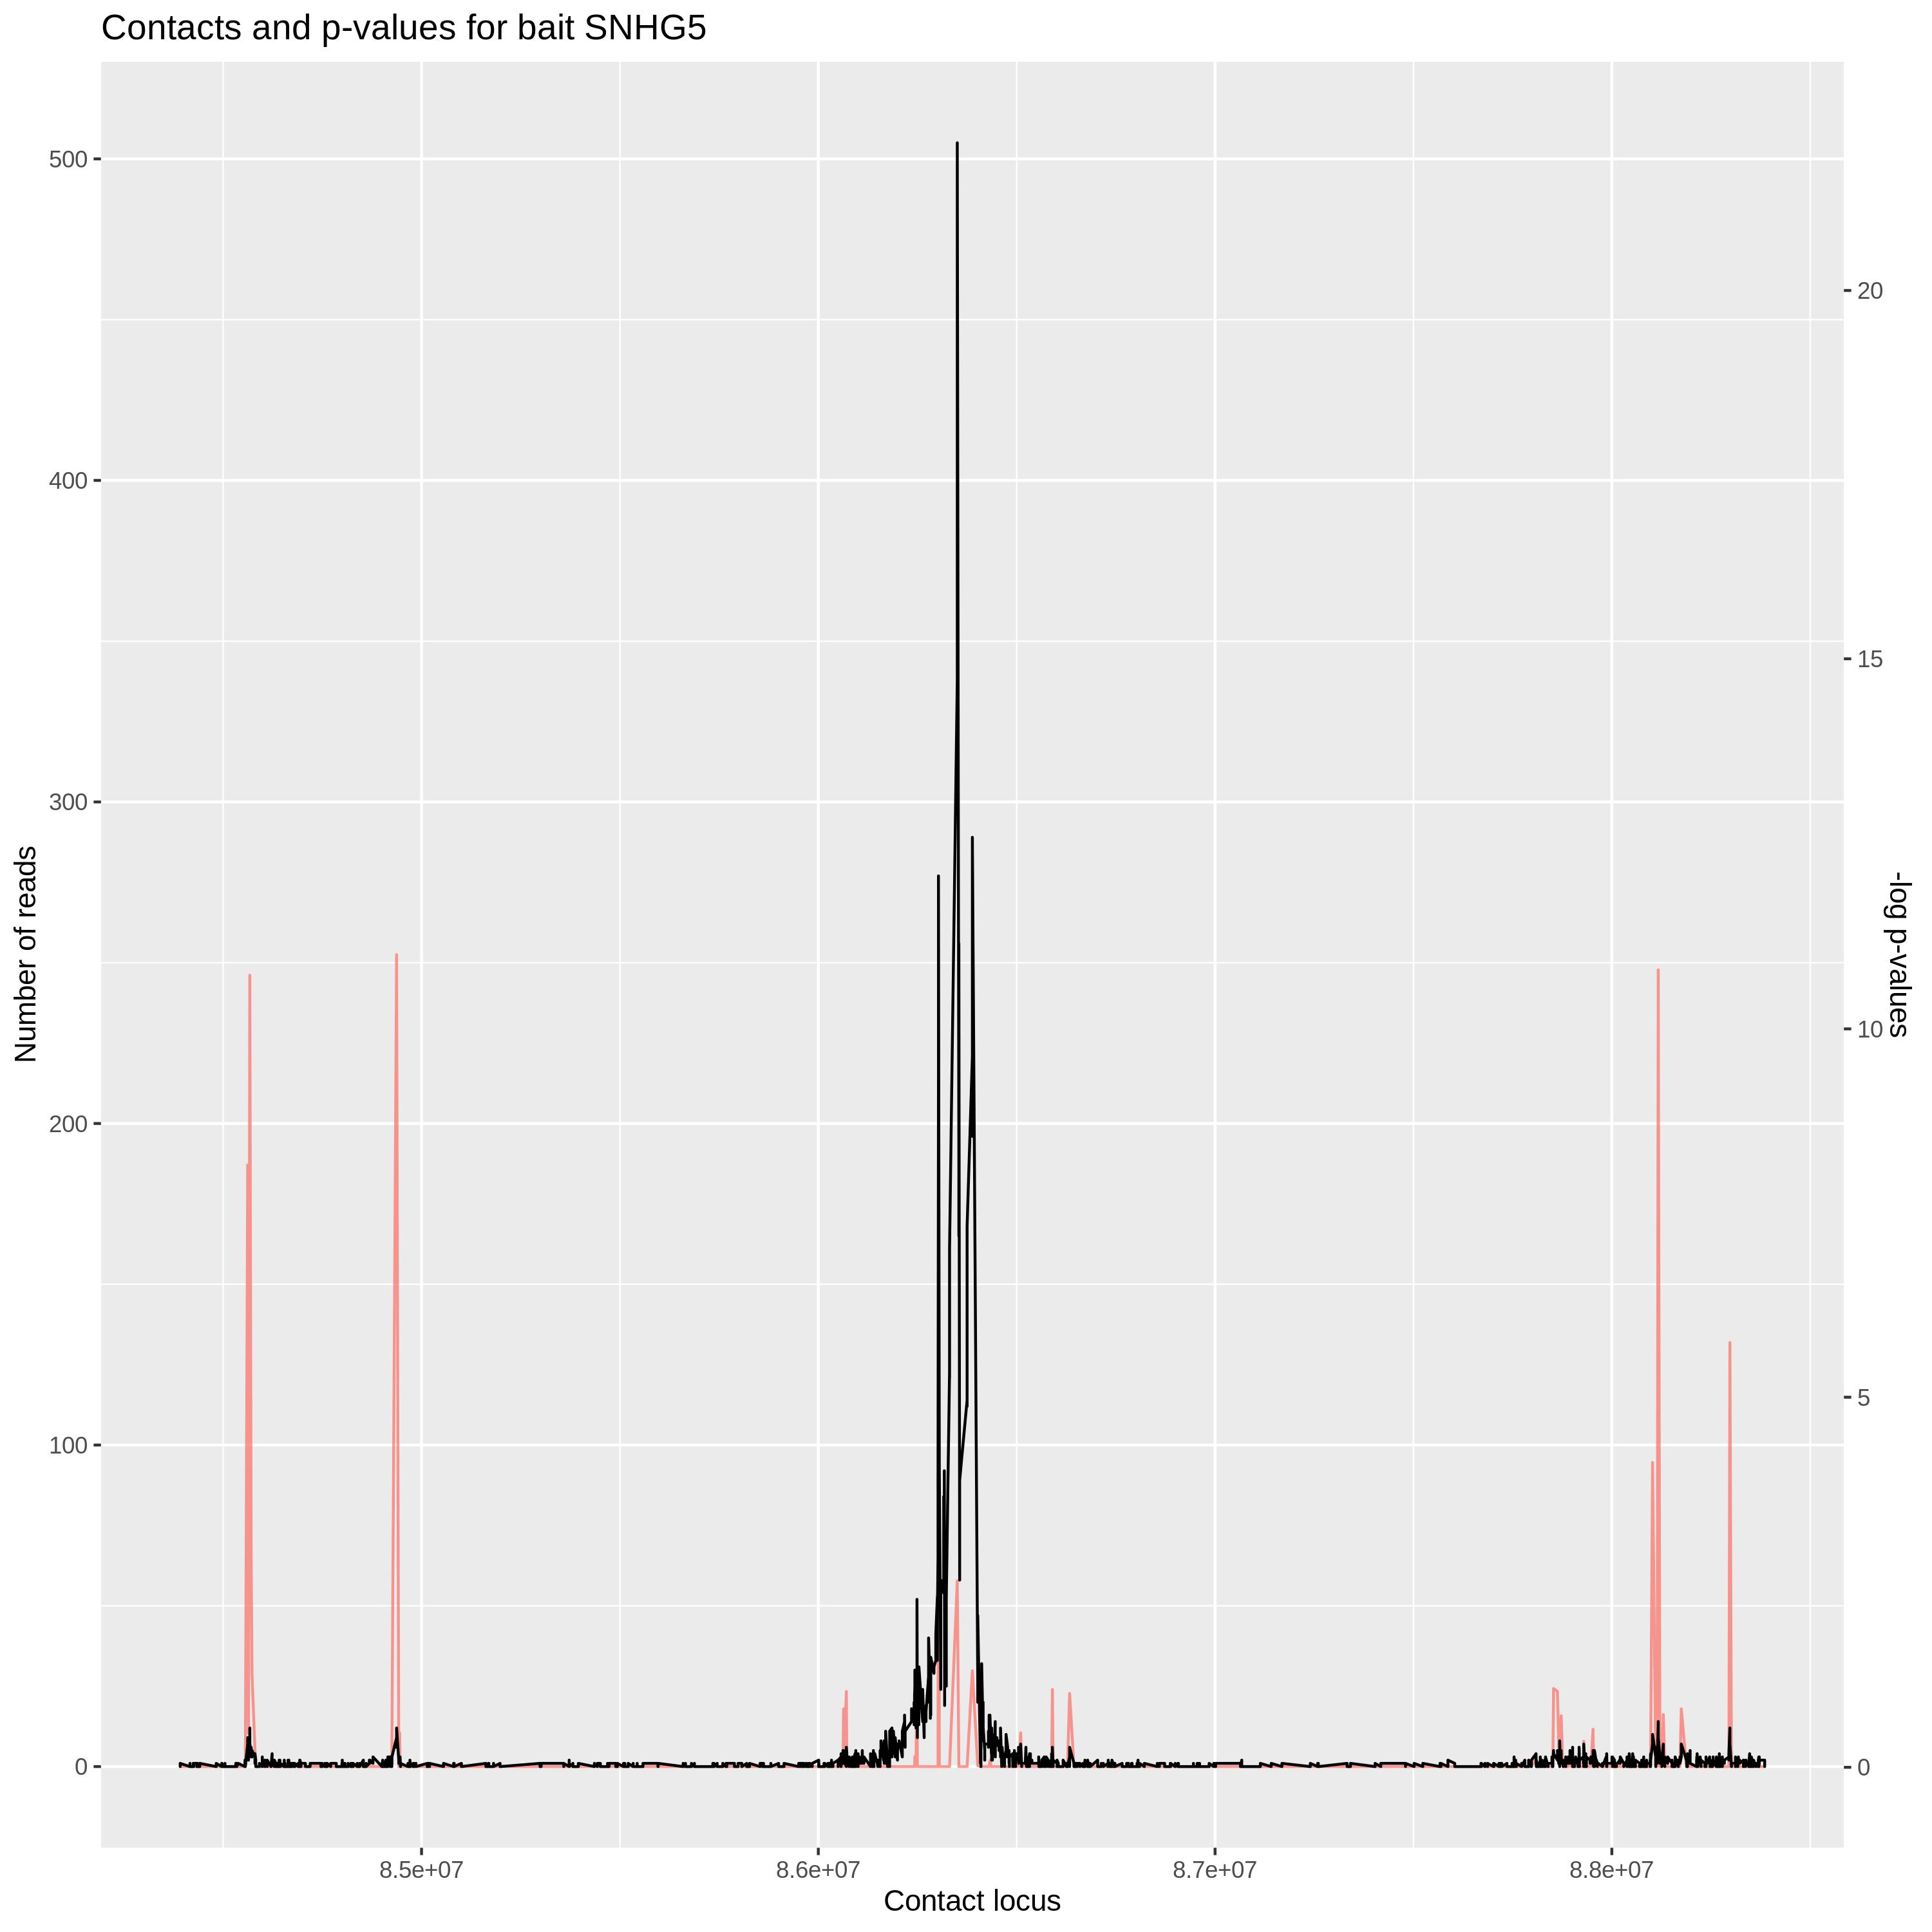 Contacts and p-values for bait SNHG5
500
400
300
200
100
0
Number of reads
20
15
10
5
0
-log p-values
8.5e+07
8.6e+07
8.7e+07
8.8e+07
Contact locus